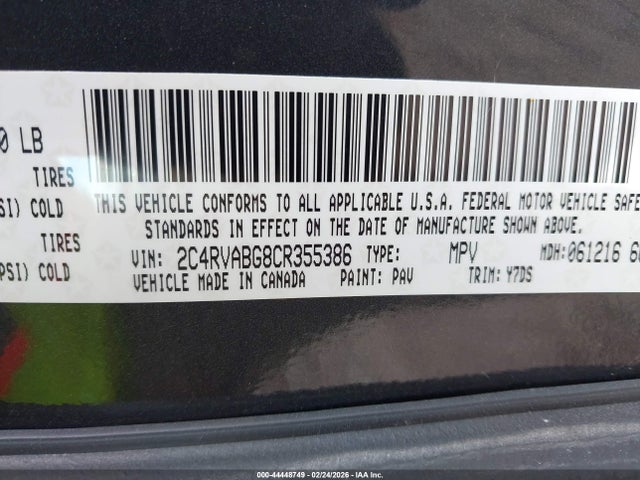 0 LB
TIRES
SI) COLD
TIRES
PSI) COLD
THIS VEHICLE CONFORMS TO ALL APPLICABLE U.S.A. FEDERAL MOTOR VEHICLE SAFE
STANDARDS IN EFFECT ON THE DATE OF MANUFACTURE SHOWN ABOVE.
VIN: 2C4RVABG8CR355386 TYPE: MPV MDH:061216 60
VEHICLE MADE IN CANADA PAINT: PAV TRIM: Y7DS
000-44448749 | 02/24/2026 - IAA Inc.